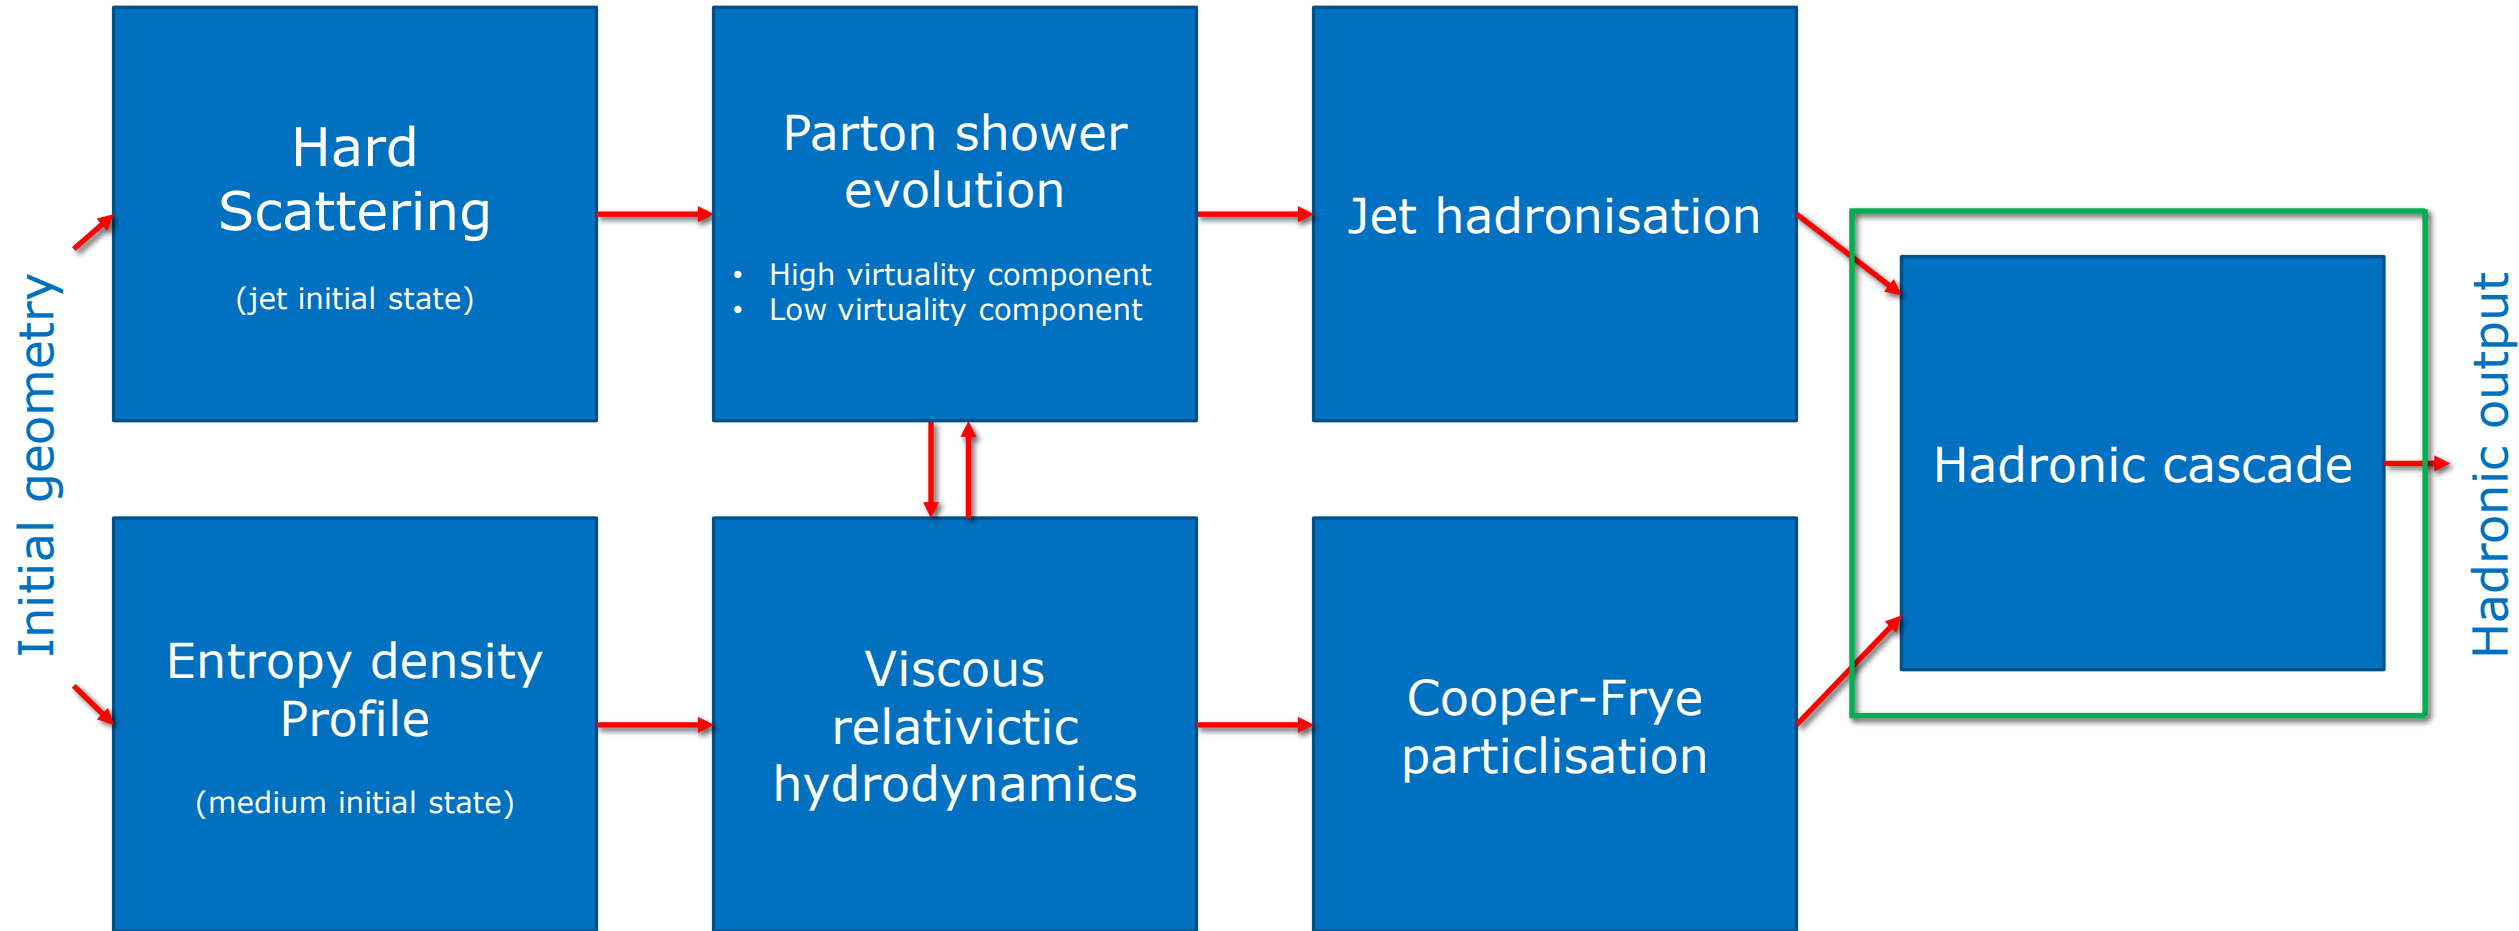 Initial geometry
Hard
Scattering
(jet initial state)
Parton shower
evolution
• High virtuality component
• Low virtuality component
Jet hadronisation
Entropy density
Profile
(medium initial state)
Viscous
relativictic
hydrodynamics
Cooper-Frye
particlisation
Hadronic cascade
Hadronic output